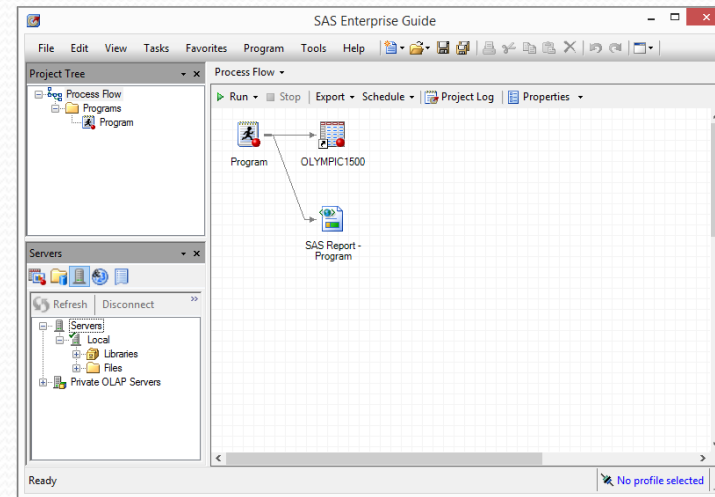 SAS Enterprise Guide
File Edit View Tasks Favorites Program Tools Help
Project Tree
Process Flow
Programs
Program
Process Flow
Run Stop Export Schedule Project Log Properties
Program
OLYMPIC1500
SAS Report -
Program
Servers
Refresh Disconnect
Servers
Local
Libraries
Files
Private OLAP Servers
Ready
No profile selected